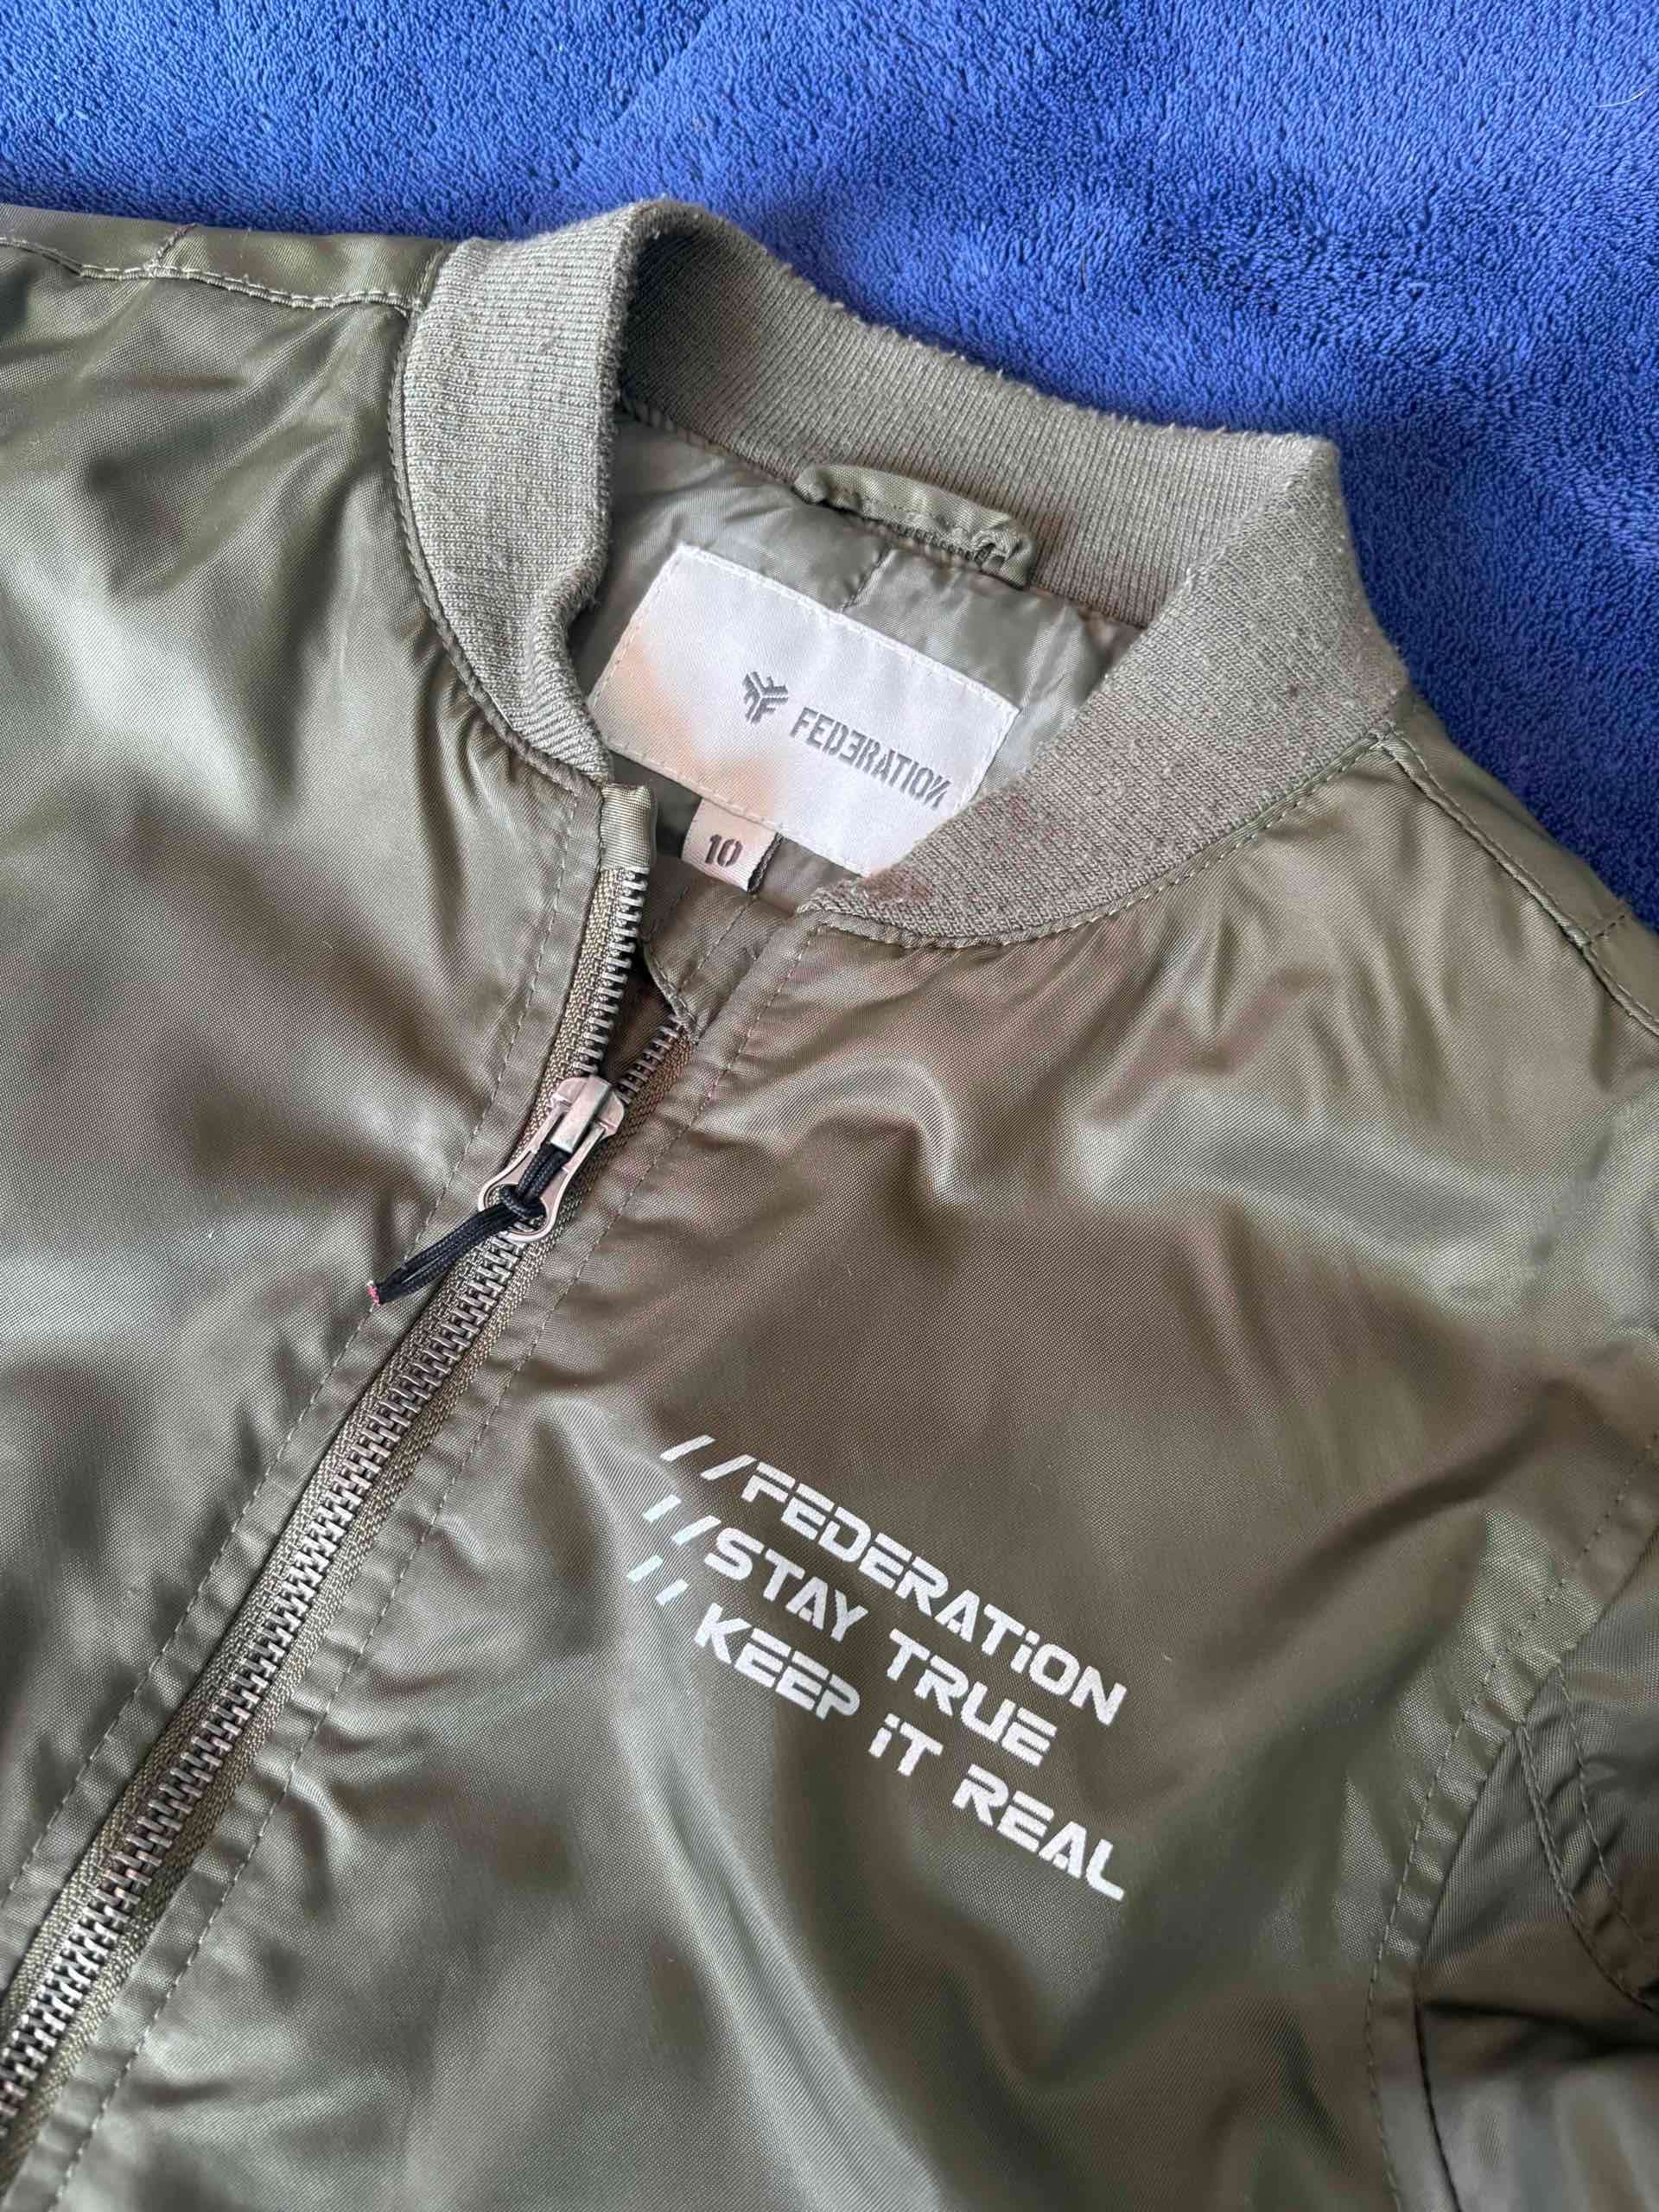 FEDERATION
10
//FEDERATiON
//STAY TRUE
// KEEP iT REAL